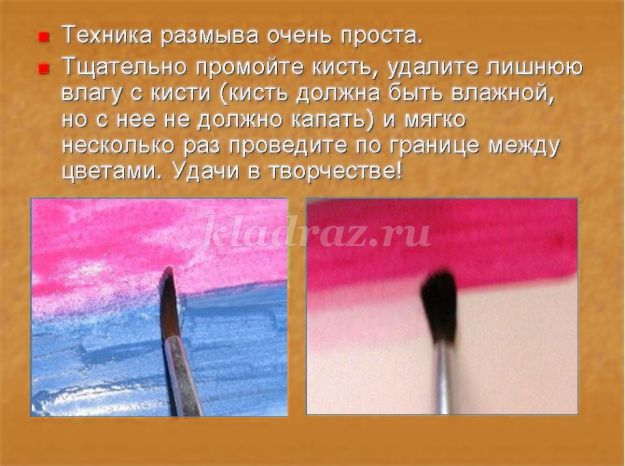 Техника размыва очень проста.
Тщательно промойте кисть, удалите лишнюю
влагу с кисти (кисть должна быть влажной,
но с нее не должно капать) и мягко
несколько раз проведите по границе между
цветами. Удачи в творчестве!
kladraz.ru